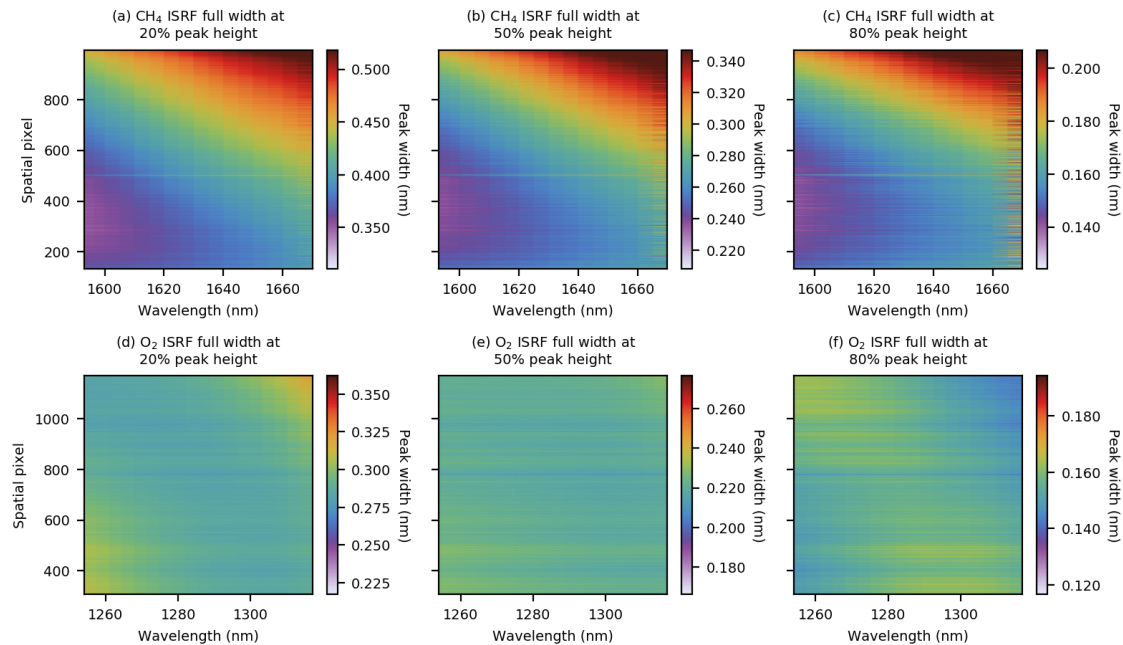 (a) CH₄ ISRF full width at
20% peak height
(b) CH₄ ISRF full width at
50% peak height
(c) CH₄ ISRF full width at
80% peak height
Spatial pixel
800
600
400
200
1600
1620
1640
1660
Wavelength (nm)
0.500
0.450
0.400
0.350
Peak width (nm)
1600
1620
1640
1660
Wavelength (nm)
0.340
0.320
0.300
0.280
0.260
0.240
0.220
Peak width (nm)
1600
1620
1640
1660
Wavelength (nm)
0.200
0.180
0.160
0.140
Peak width (nm)
(d) O₂ ISRF full width at
20% peak height
(e) O₂ ISRF full width at
50% peak height
(f) O₂ ISRF full width at
80% peak height
Spatial pixel
1000
800
600
400
1260
1280
1300
Wavelength (nm)
0.350
0.325
0.300
0.275
0.250
0.225
Peak width (nm)
1260
1280
1300
Wavelength (nm)
0.260
0.240
0.220
0.200
0.180
Peak width (nm)
1260
1280
1300
Wavelength (nm)
0.180
0.160
0.140
0.120
Peak width (nm)